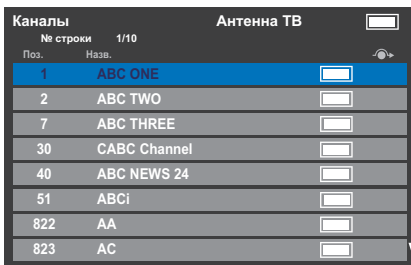 Каналы Антенна ТВ
№ строки 1/10
Поз. Назв.
1 ABC ONE
2 ABC TWO
7 ABC THREE
30 CABC Channel
40 ABC NEWS 24
51 ABCi
822 AA
823 AC